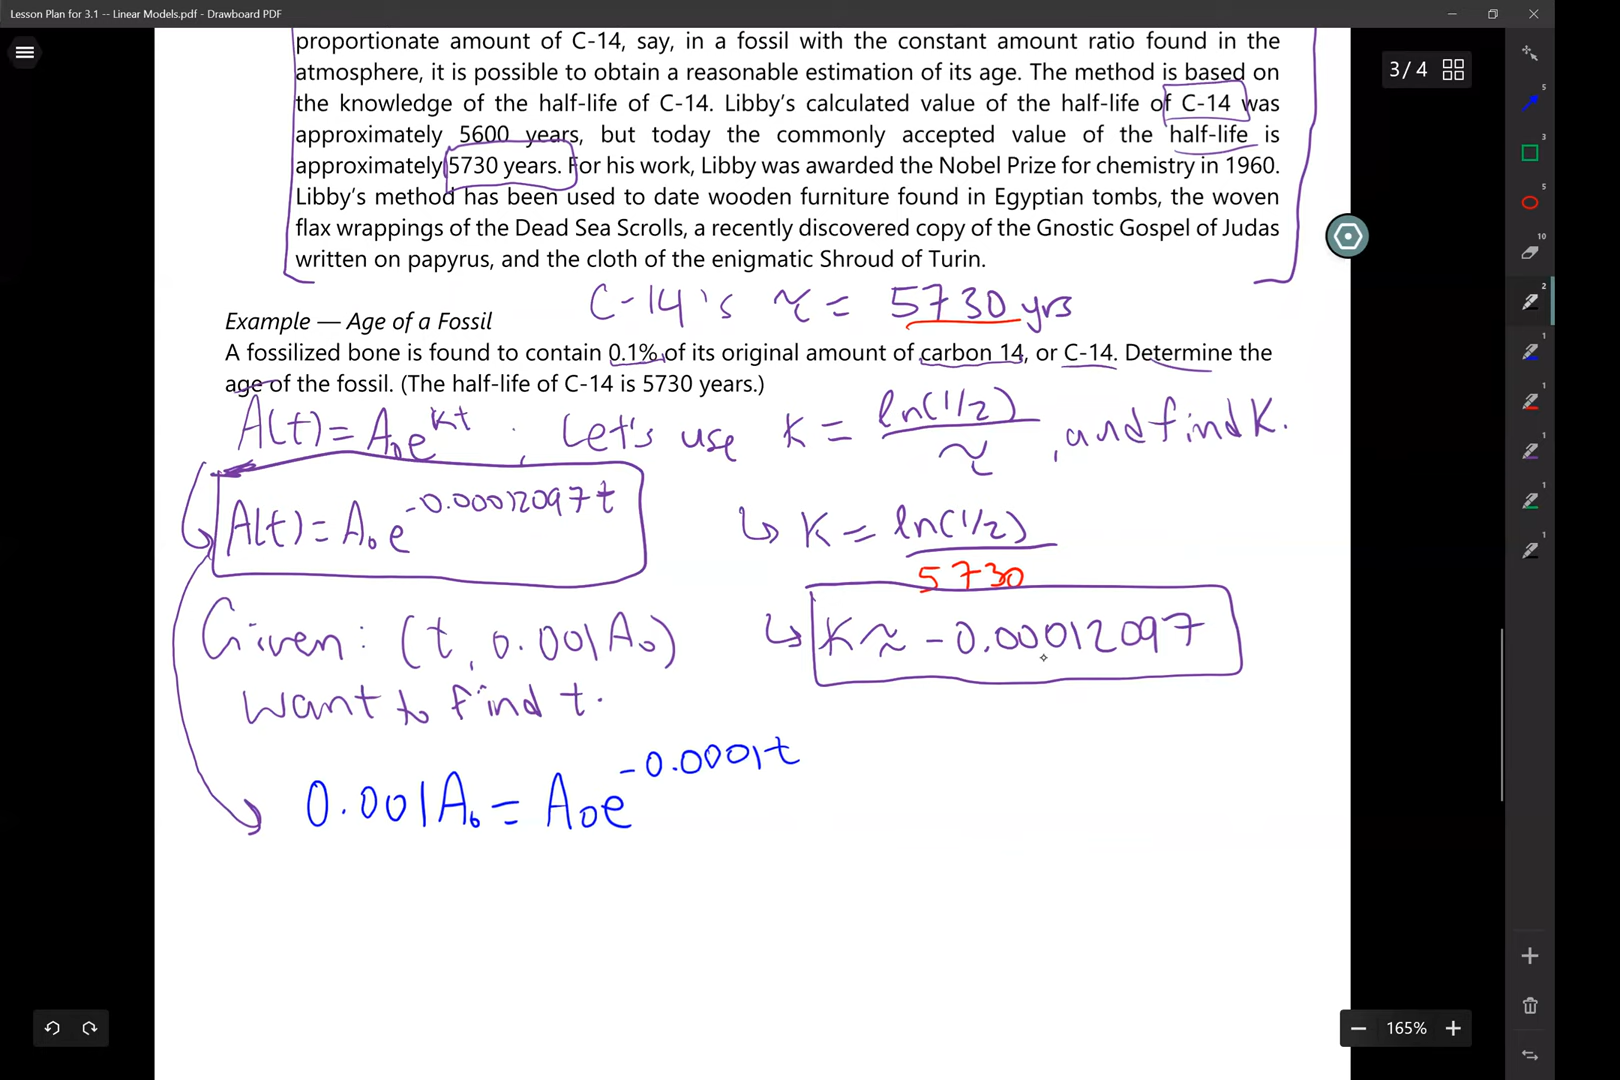 Lesson Plan for 3.1 -- Linear Models.pdf - Drawboard PDF
proportionate amount of C-14, say, in a fossil with the constant amount ratio found in the
atmosphere, it is possible to obtain a reasonable estimation of its age. The method is based on
the knowledge of the half-life of C-14. Libby's calculated value of the half-life of C-14 was
approximately 5600 years, but today the commonly accepted value of the half-life is
approximately 5730 years. For his work, Libby was awarded the Nobel Prize for chemistry in 1960.
Libby's method has been used to date wooden furniture found in Egyptian tombs, the woven
flax wrappings of the Dead Sea Scrolls, a recently discovered copy of the Gnostic Gospel of Judas
written on papyrus, and the cloth of the enigmatic Shroud of Turin.
C-14's τ = 5730 yrs
Example — Age of a Fossil
A fossilized bone is found to contain 0.1% of its original amount of carbon 14, or C-14. Determine the
age of the fossil. (The half-life of C-14 is 5730 years.)
A(t) = A₀e^kt . Let's use K = ln(1/2) / τ , and find K.
A(t) = A₀e^-0.00012097t
K = ln(1/2) / 5730
Given: (t, 0.001A₀)
K ≈ -0.00012097
Want to find t.
0.001A₀ = A₀e^-0.0001t
3 / 4
5
3
5
10
2
1
1
1
1
1
165%